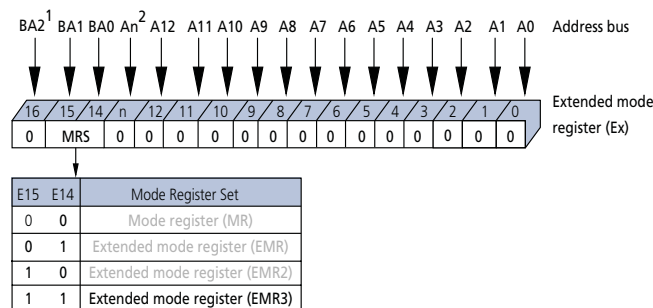 BA2¹ BA1 BA0 An² A12 A11 A10 A9 A8 A7 A6 A5 A4 A3 A2 A1 A0 Address bus
16 15 14 n 12 11 10 9 8 7 6 5 4 3 2 1 0 Extended mode
register (Ex)
0 MRS 0 0 0 0 0 0 0 0 0 0 0 0 0 0
E15 E14 Mode Register Set
0 0 Mode register (MR)
0 1 Extended mode register (EMR)
1 0 Extended mode register (EMR2)
1 1 Extended mode register (EMR3)